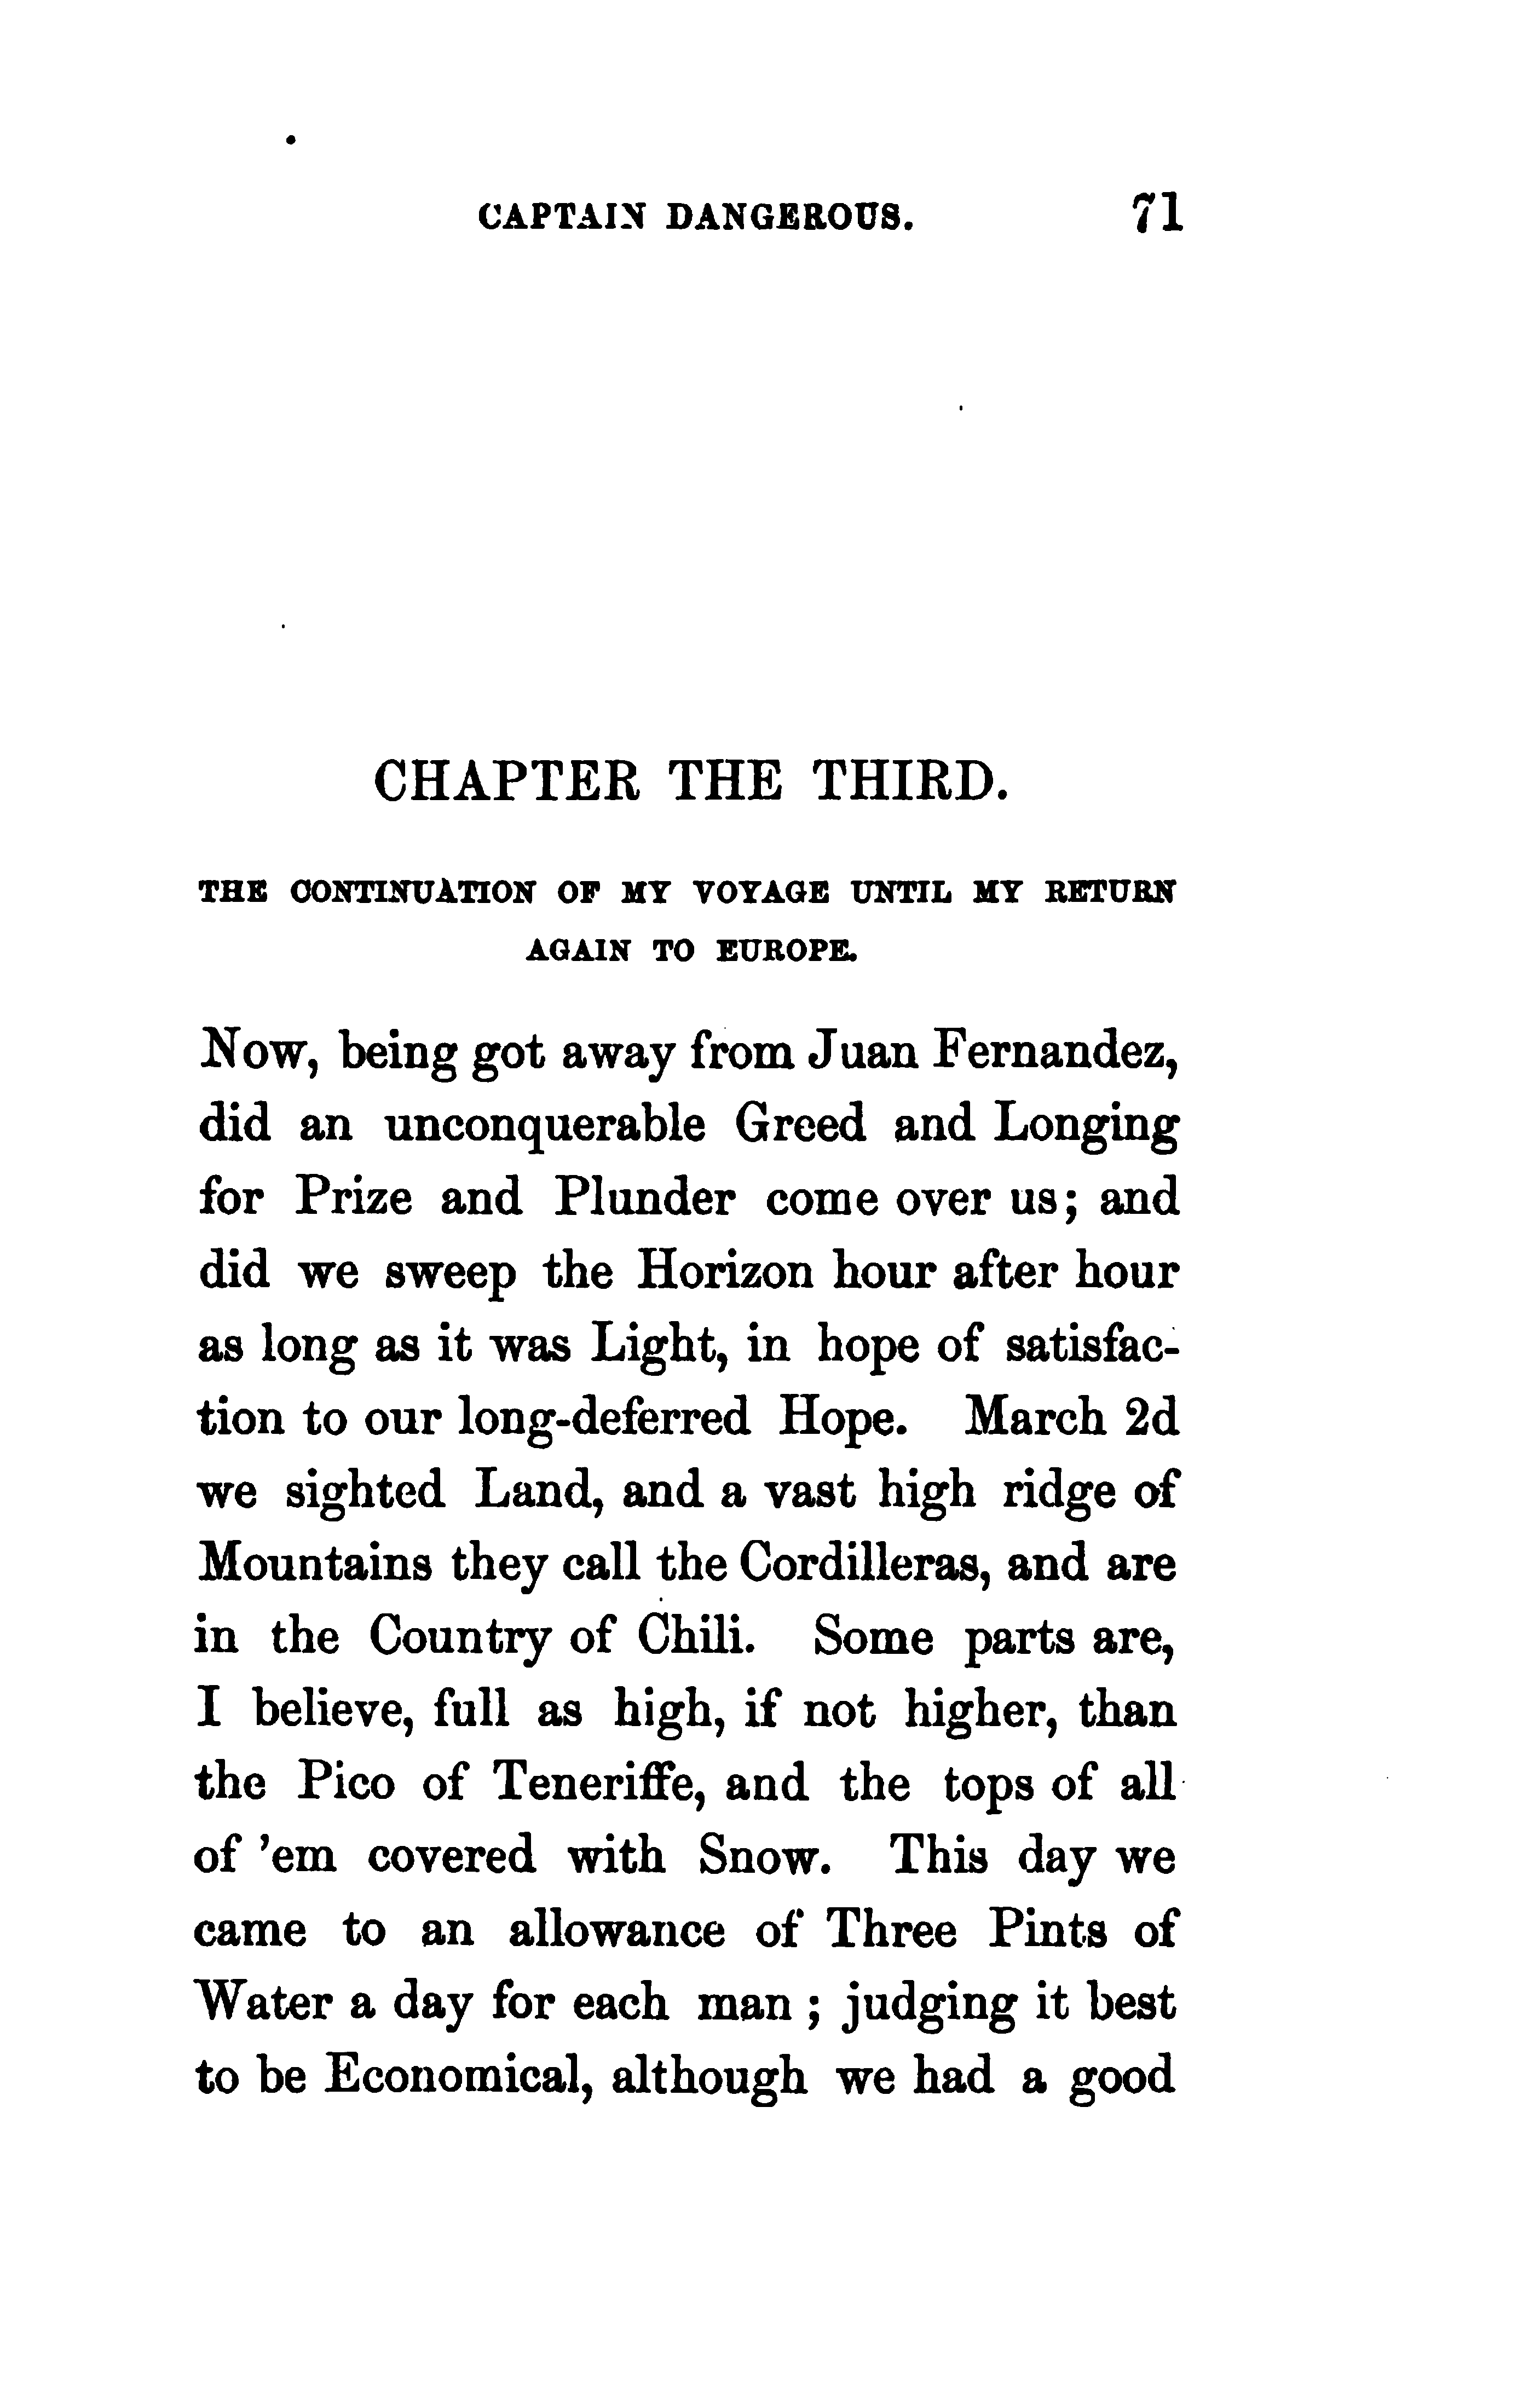 CAPTAIN DANGEROUS. 71
CHAPTER THE THIRD.
THE CONTINUATION OF MY VOYAGE UNTIL MY RETURN
AGAIN TO EUROPE.
Now, being got away from Juan Fernandez,
did an unconquerable Greed and Longing
for Prize and Plunder come over us; and
did we sweep the Horizon hour after hour
as long as it was Light, in hope of satisfac-
tion to our long-deferred Hope. March 2d
we sighted Land, and a vast high ridge of
Mountains they call the Cordilleras, and are
in the Country of Chili. Some parts are,
I believe, full as high, if not higher, than
the Pico of Teneriffe, and the tops of all
of 'em covered with Snow. This day we
came to an allowance of Three Pints of
Water a day for each man ; judging it best
to be Economical, although we had a good